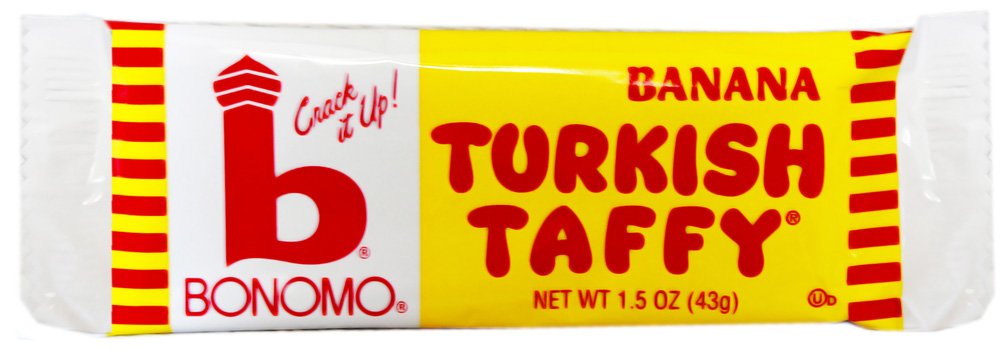 Crack
it Up!
b®
BONOMO®
BANANA
TURKISH
TAFFY®
NET WT 1.5 OZ (43g)
U D